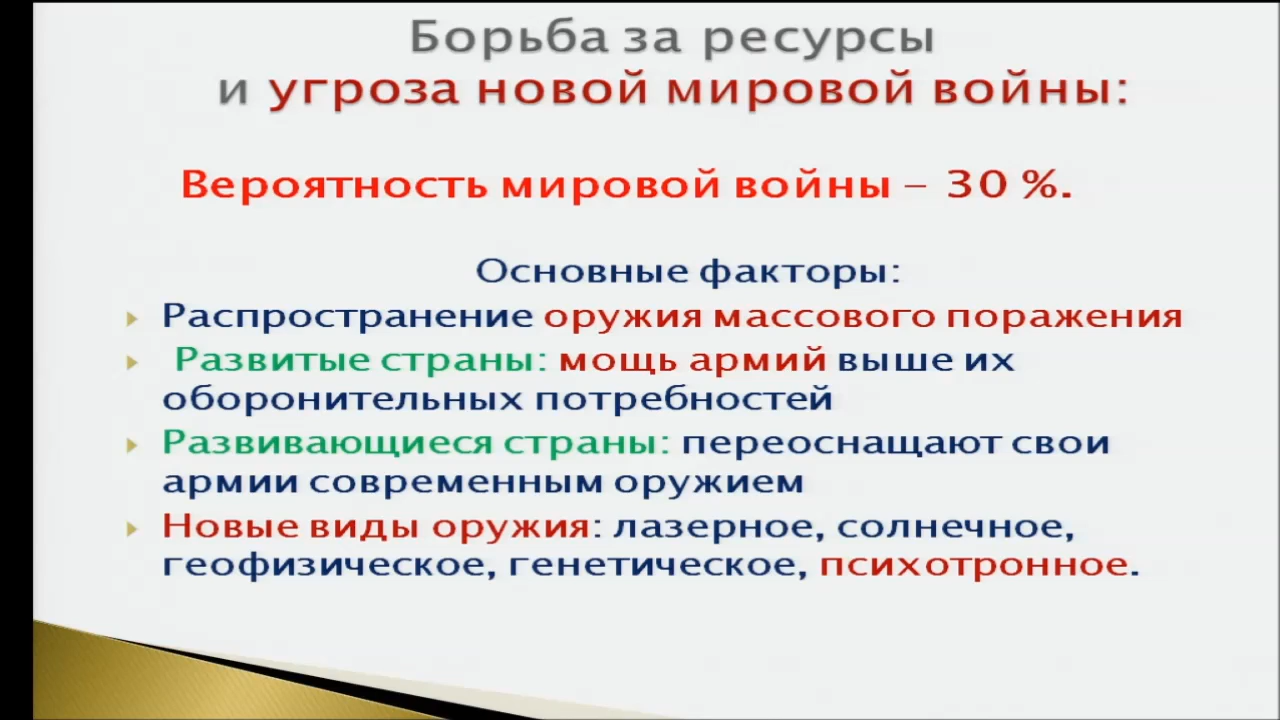 Борьба за ресурсы
и угроза новой мировой войны:
Вероятность мировой войны – 30 %.
Основные факторы:
Распространение оружия массового поражения
Развитые страны: мощь армий выше их
оборонительных потребностей
Развивающиеся страны: переоснащают свои
армии современным оружием
Новые виды оружия: лазерное, солнечное,
геофизическое, генетическое, психотронное.